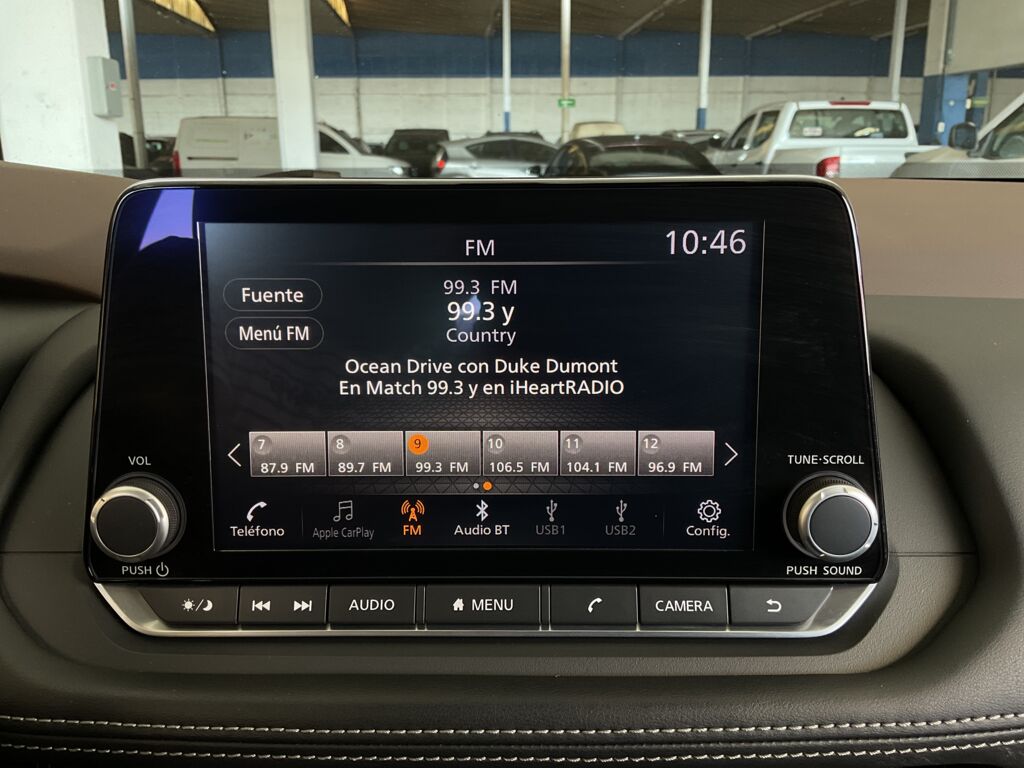 FM
10:46
Fuente
99.3 FM
99.3 y
Menú FM
Country
Ocean Drive con Duke Dumont
En Match 99.3 y en iHeartRADIO
7
8
9
10
11
12
87.9 FM
89.7 FM
99.3 FM
106.5 FM
104.1 FM
96.9 FM
VOL
TUNE·SCROLL
Teléfono
Apple CarPlay
FM
Audio BT
USB1
USB2
Config.
PUSH
PUSH SOUND
AUDIO
MENU
CAMERA